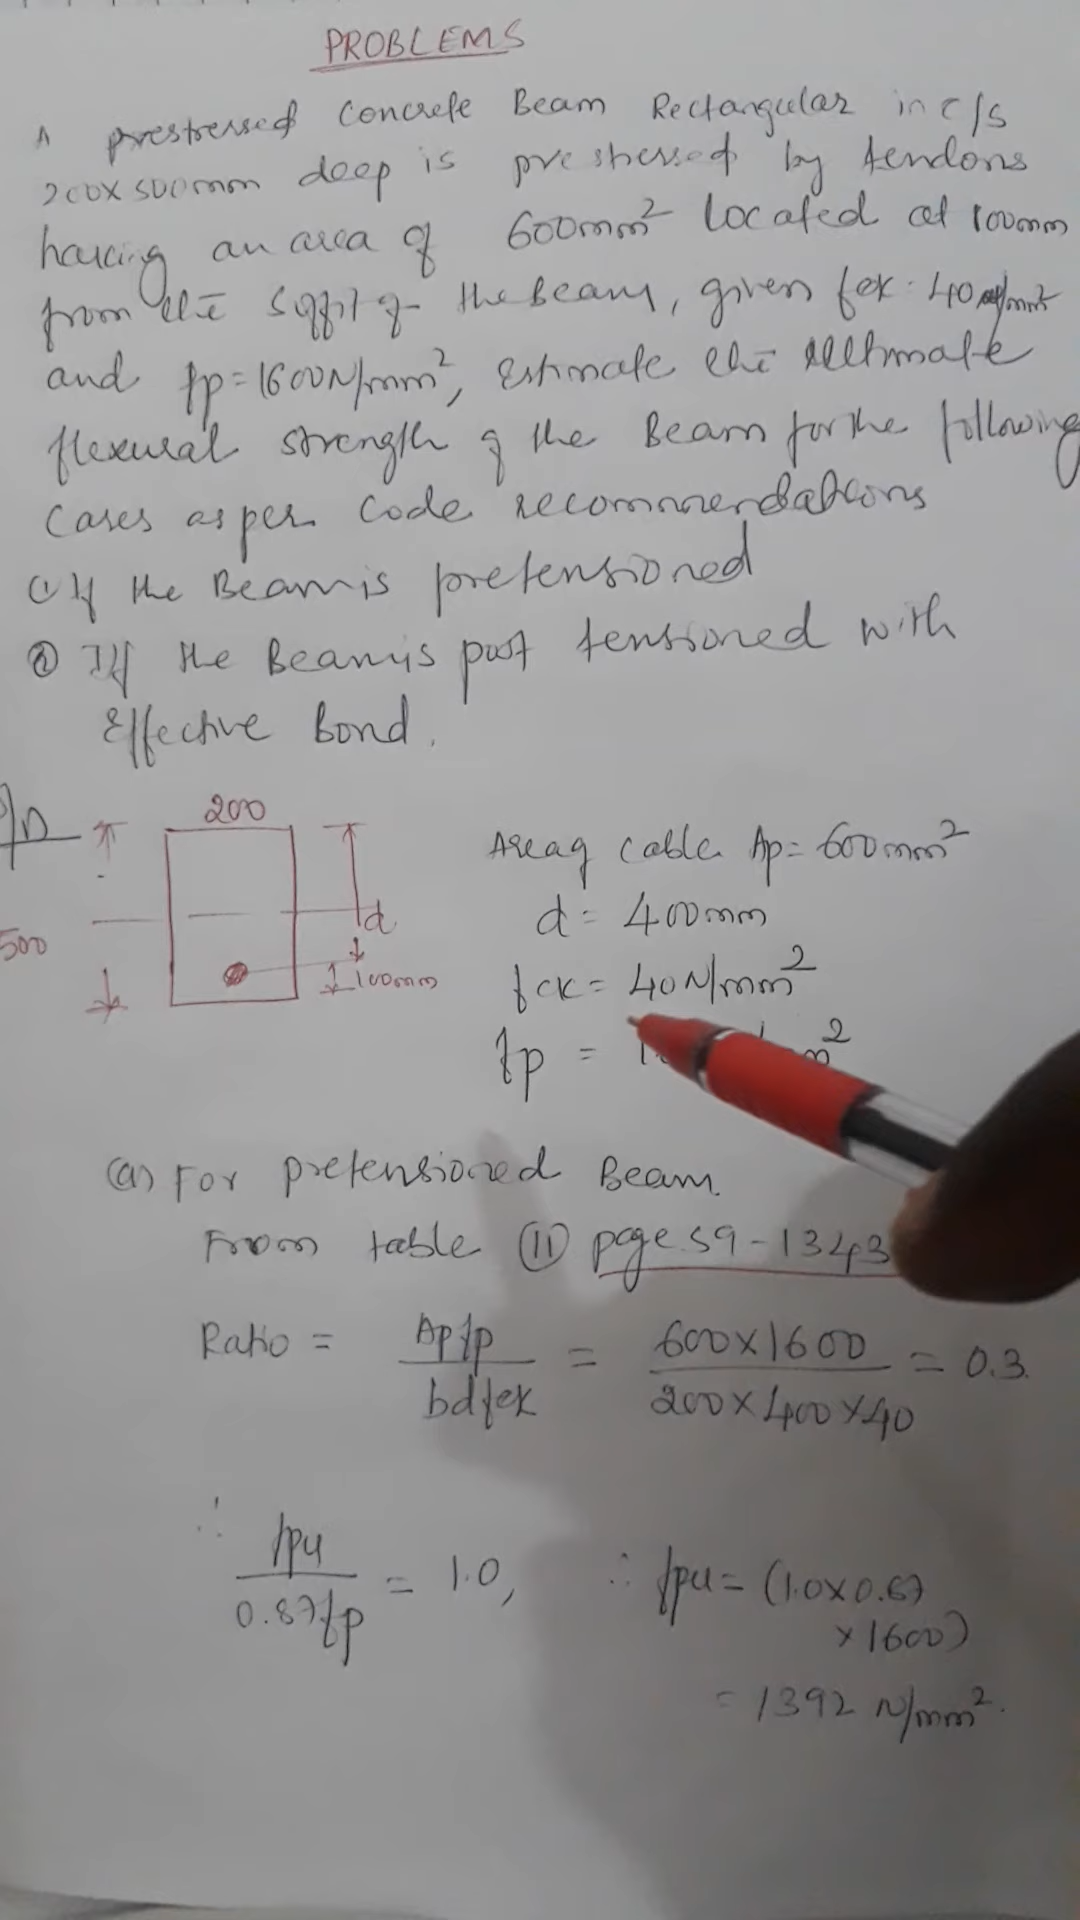 PROBLEMS
A prestressed Concrete Beam Rectangular in c/s
200x500mm deep is prestressed by tendons
having an area of 600mm² located at 100mm
from the soffit of the Beam, given fck = 40 N/mm²
and fp=1600N/mm², Estimate the ultimate
flexural strength of the Beam for the following
Cases as per Code recommendations
(1) If the Beam is pretensioned
(2) If the Beam is post tensioned with
Effective Bond.
200
500
d
100mm
Area of cable Ap = 600mm²
d = 400mm
fck = 40N/mm²
fp =
(a) For pretensioned Beam.
From table (11) page 59 - 1343
Ratio = Apfp / bdfck = 600x1600 / 200x400x40 = 0.3.
∴ fpu / 0.87fp = 1.0, ∴ fpu = (1.0x0.87
x1600)
= 1392 N/mm².